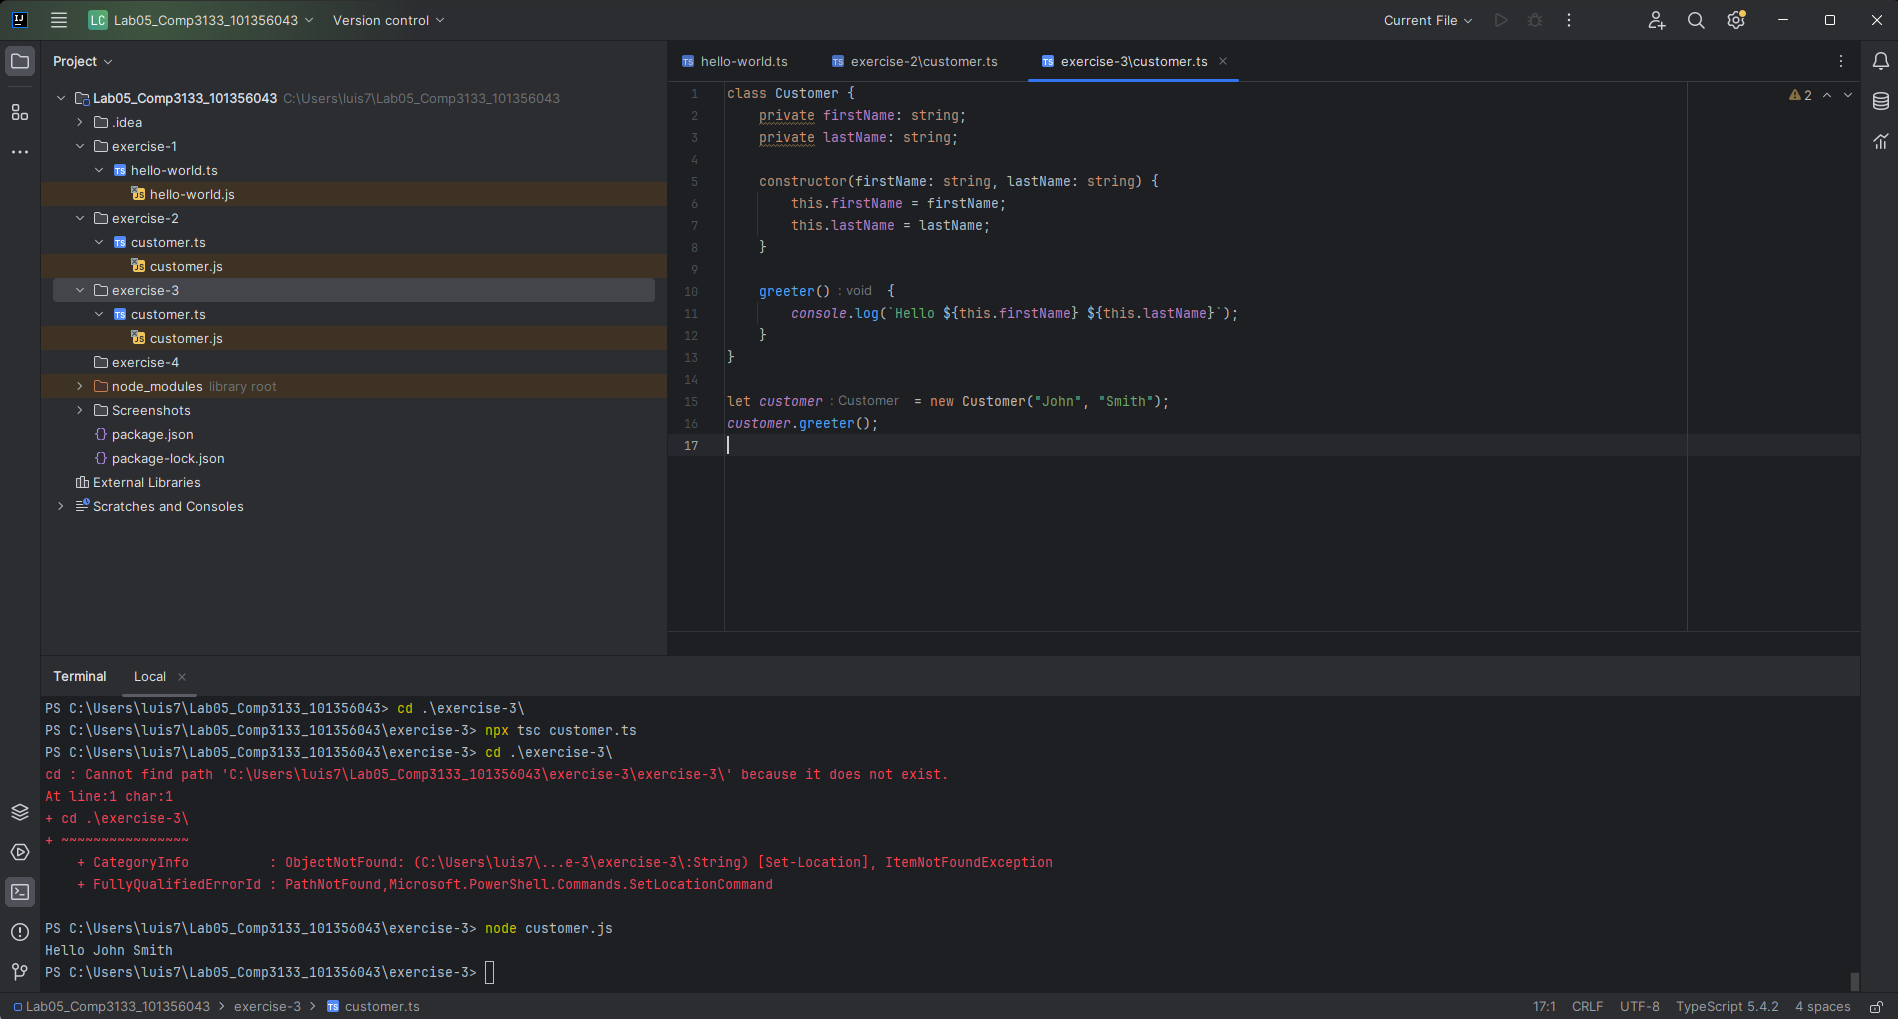 IJ
LC Lab05_Comp3133_101356043 Version control Current File
Project
Lab05_Comp3133_101356043 C:\Users\luis7\Lab05_Comp3133_101356043
.idea
exercise-1
TS hello-world.ts
JS hello-world.js
exercise-2
TS customer.ts
JS customer.js
exercise-3
TS customer.ts
JS customer.js
exercise-4
node_modules library root
Screenshots
{} package.json
{} package-lock.json
External Libraries
Scratches and Consoles
TS hello-world.ts TS exercise-2\customer.ts TS exercise-3\customer.ts
2
1 class Customer {
2 private firstName: string;
3 private lastName: string;
4
5 constructor(firstName: string, lastName: string) {
6 this.firstName = firstName;
7 this.lastName = lastName;
8 }
9
10 greeter() : void {
11 console.log(`Hello ${this.firstName} ${this.lastName}`);
12 }
13 }
14
15 let customer : Customer = new Customer("John", "Smith");
16 customer.greeter();
17
Terminal Local
PS C:\Users\luis7\Lab05_Comp3133_101356043> cd .\exercise-3\
PS C:\Users\luis7\Lab05_Comp3133_101356043\exercise-3> npx tsc customer.ts
PS C:\Users\luis7\Lab05_Comp3133_101356043\exercise-3> cd .\exercise-3\
cd : Cannot find path 'C:\Users\luis7\Lab05_Comp3133_101356043\exercise-3\exercise-3\' because it does not exist.
At line:1 char:1
+ cd .\exercise-3\
+ ~~~~~~~~~~~~~~~~
+ CategoryInfo : ObjectNotFound: (C:\Users\luis7\...e-3\exercise-3\:String) [Set-Location], ItemNotFoundException
+ FullyQualifiedErrorId : PathNotFound,Microsoft.PowerShell.Commands.SetLocationCommand
PS C:\Users\luis7\Lab05_Comp3133_101356043\exercise-3> node customer.js
Hello John Smith
PS C:\Users\luis7\Lab05_Comp3133_101356043\exercise-3>
Lab05_Comp3133_101356043 > exercise-3 > TS customer.ts 17:1 CRLF UTF-8 TypeScript 5.4.2 4 spaces